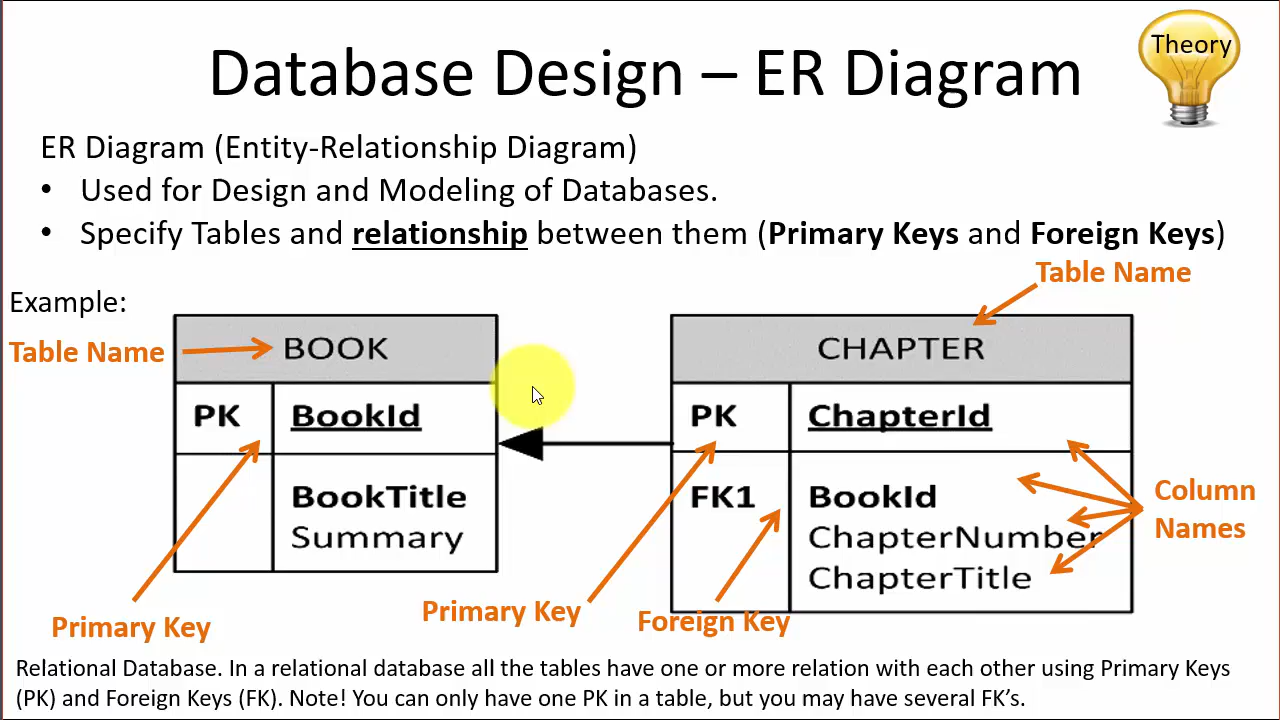 Theory
Database Design – ER Diagram
ER Diagram (Entity-Relationship Diagram)
• Used for Design and Modeling of Databases.
• Specify Tables and relationship between them (Primary Keys and Foreign Keys)
Table Name
Example:
Table Name
BOOK
PK BookId
BookTitle
Summary
CHAPTER
PK ChapterId
FK1 BookId
ChapterNumber
ChapterTitle
Column
Names
Primary Key
Primary Key
Foreign Key
Relational Database. In a relational database all the tables have one or more relation with each other using Primary Keys
(PK) and Foreign Keys (FK). Note! You can only have one PK in a table, but you may have several FK’s.